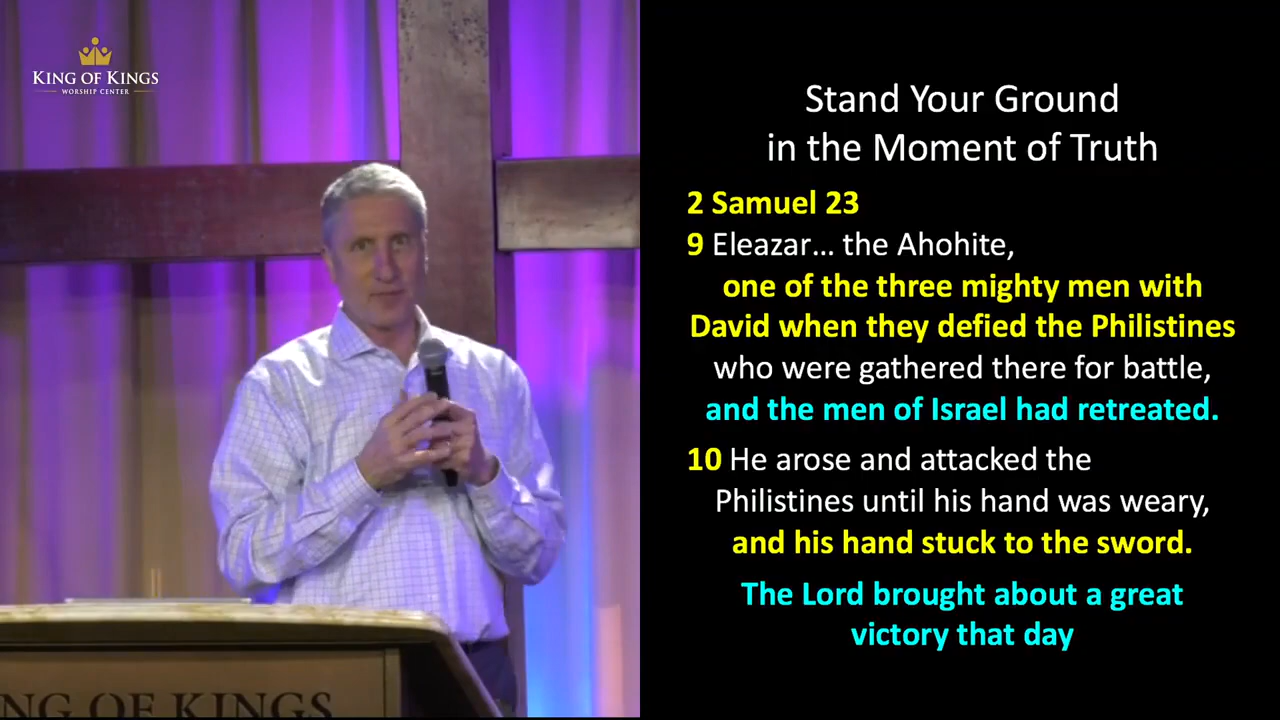 KING OF KINGS
WORSHIP CENTER
NG OF KINGS
Stand Your Ground
in the Moment of Truth
2 Samuel 23
9 Eleazar... the Ahohite,
one of the three mighty men with
David when they defied the Philistines
who were gathered there for battle,
and the men of Israel had retreated.
10 He arose and attacked the
Philistines until his hand was weary,
and his hand stuck to the sword.
The Lord brought about a great
victory that day